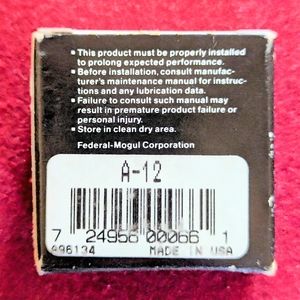 • This product must be properly installed
to prolong expected performance.
• Before installation, consult manufac-
turer's maintenance manual for instruc-
tions and any lubrication data.
• Failure to consult such manual may
result in premature product failure or
personal injury.
• Store in clean dry area.
Federal-Mogul Corporation
A-12
7 24956 00066 1
A96134 MADE IN USA